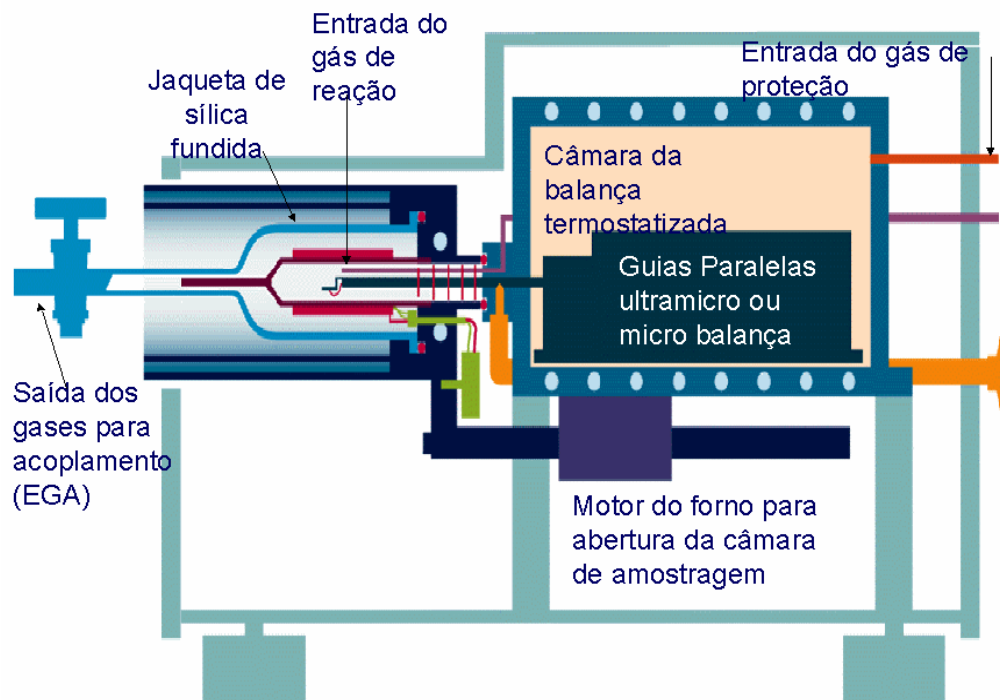 Entrada do
gás de
reação
Entrada do gás de
proteção
Jaqueta de
sílica
fundida
Câmara da
balança
termostatizada
Guias Paralelas
ultramicro ou
micro balança
Saída dos
gases para
acoplamento
(EGA)
Motor do forno para
abertura da câmara
de amostragem